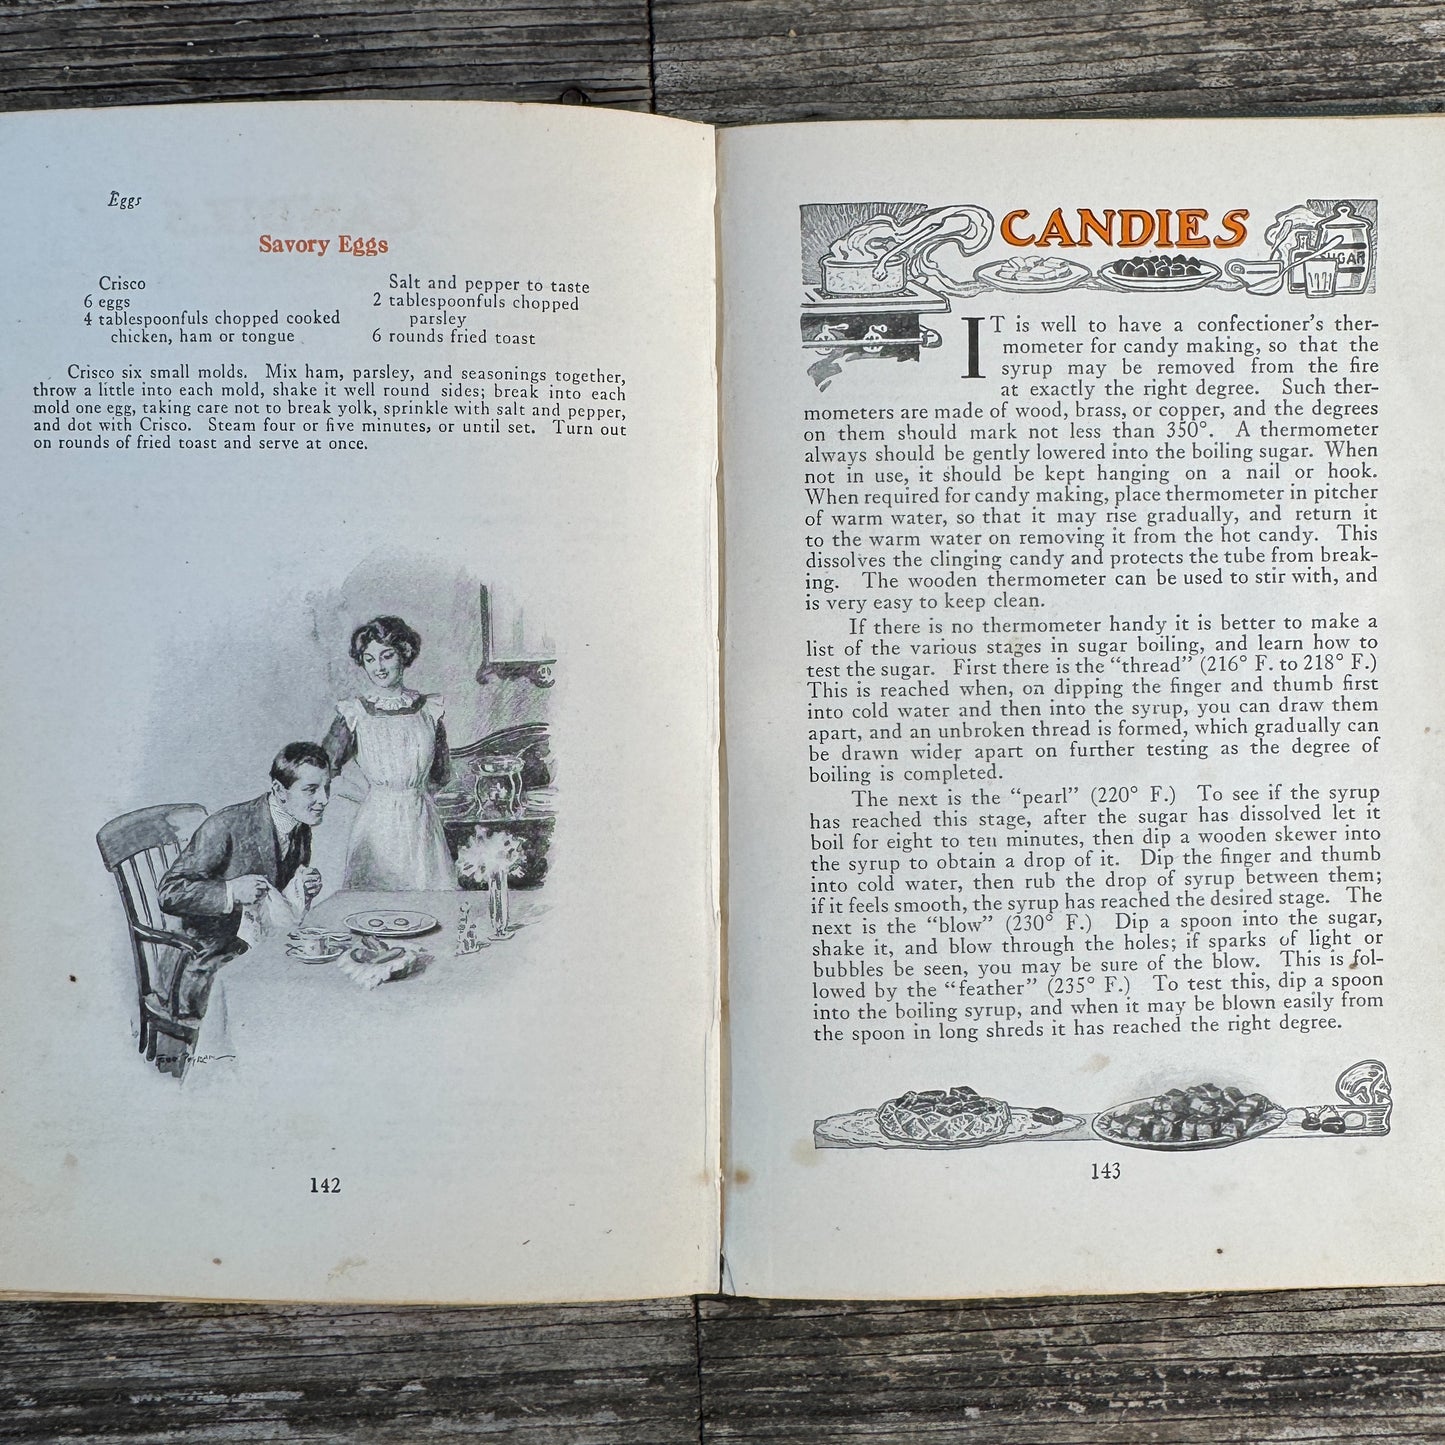 Eggs
Savory Eggs
Crisco
6 eggs
4 tablespoonfuls chopped cooked
chicken, ham or tongue
Salt and pepper to taste
2 tablespoonfuls chopped
parsley
6 rounds fried toast
Crisco six small molds. Mix ham, parsley, and seasonings together,
throw a little into each mold, shake it well round sides; break into each
mold one egg, taking care not to break yolk, sprinkle with salt and pepper,
and dot with Crisco. Steam four or five minutes, or until set. Turn out
on rounds of fried toast and serve at once.
142
CANDIES
SUGAR
IT is well to have a confectioner's ther-
mometer for candy making, so that the
syrup may be removed from the fire
at exactly the right degree. Such ther-
mometers are made of wood, brass, or copper, and the degrees
on them should mark not less than 350°. A thermometer
always should be gently lowered into the boiling sugar. When
not in use, it should be kept hanging on a nail or hook.
When required for candy making, place thermometer in pitcher
of warm water, so that it may rise gradually, and return it
to the warm water on removing it from the hot candy. This
dissolves the clinging candy and protects the tube from break-
ing. The wooden thermometer can be used to stir with, and
is very easy to keep clean.
If there is no thermometer handy it is better to make a
list of the various stages in sugar boiling, and learn how to
test the sugar. First there is the "thread" (216° F. to 218° F.)
This is reached when, on dipping the finger and thumb first
into cold water and then into the syrup, you can draw them
apart, and an unbroken thread is formed, which gradually can
be drawn wider apart on further testing as the degree of
boiling is completed.
The next is the "pearl" (220° F.) To see if the syrup
has reached this stage, after the sugar has dissolved let it
boil for eight to ten minutes, then dip a wooden skewer into
the syrup to obtain a drop of it. Dip the finger and thumb
into cold water, then rub the drop of syrup between them;
if it feels smooth, the syrup has reached the desired stage. The
next is the "blow" (230° F.) Dip a spoon into the sugar,
shake it, and blow through the holes; if sparks of light or
bubbles be seen, you may be sure of the blow. This is fol-
lowed by the "feather" (235° F.) To test this, dip a spoon
into the boiling syrup, and when it may be blown easily from
the spoon in long shreds it has reached the right degree.
143